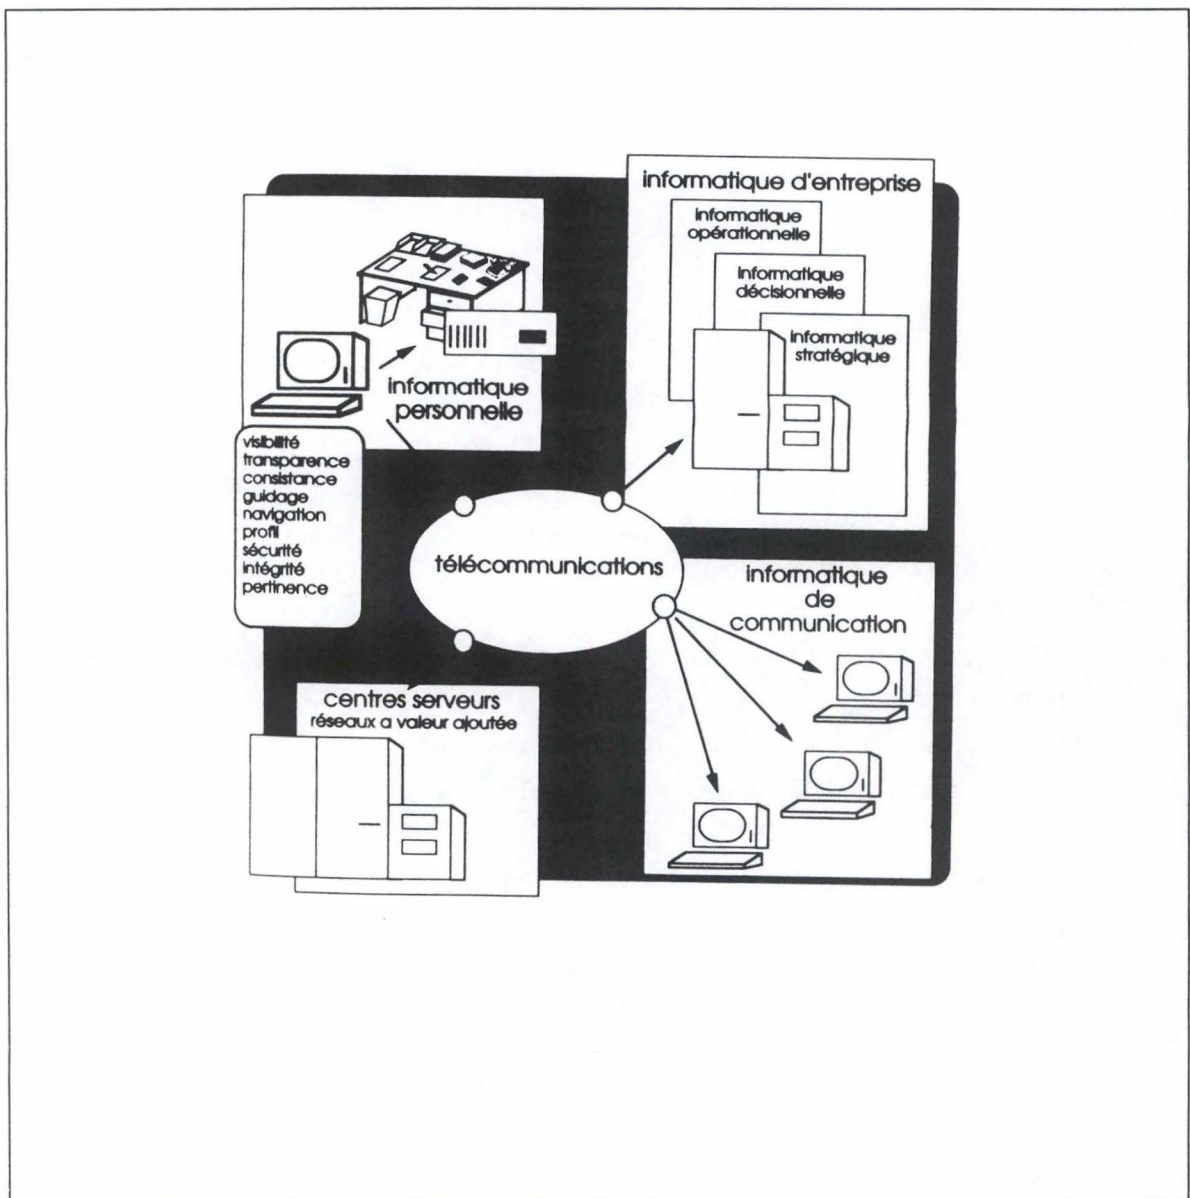 informatique d'entreprise
informatique
opérationnelle
informatique
décisionnelle
informatique
stratégique
informatique
personnelle
visibilité
transparence
consistance
guidage
navigation
profil
sécurité
intégrité
pertinence
télécommunications
informatique
de
communication
centres serveurs
réseaux a valeur ajoutée